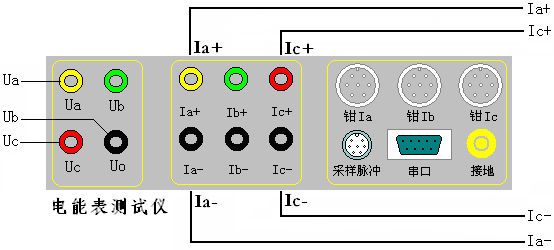 Ia+
Ic+
Ia+ Ic+
Ua
Ua Ub
Ia+ Ib+ Ic+
钳Ia 钳Ib 钳Ic
Ub
Uc
Uc Uo
Ia- Ib- Ic-
采样脉冲 串口 接地
电能表测试仪
Ia- Ic-
Ic-
Ia-